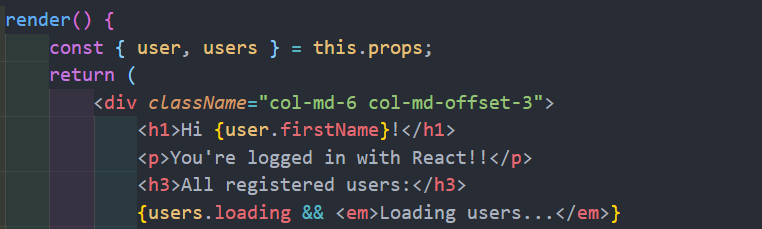 render() {
const { user, users } = this.props;
return (
<div className="col-md-6 col-md-offset-3">
<h1>Hi {user.firstName}!</h1>
<p>You're logged in with React!!</p>
<h3>All registered users:</h3>
{users.loading && <em>Loading users...</em>}